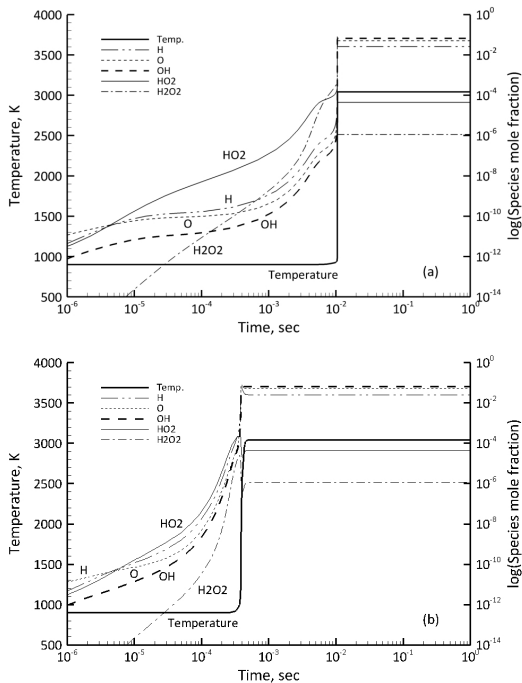 4000
3500
3000
2500
2000
1500
1000
500
Temperature, K
Temp.
H
O
OH
HO2
H2O2
HO2
H
O
OH
H2O2
Temperature
(a)
10^0
10^-2
10^-4
10^-6
10^-8
10^-10
10^-12
10^-14
log(Species mole fraction)
10^-6 10^-5 10^-4 10^-3 10^-2 10^-1 10^0
Time, sec
4000
3500
3000
2500
2000
1500
1000
500
Temperature, K
Temp.
H
O
OH
HO2
H2O2
HO2
H
O
OH
H2O2
Temperature
(b)
10^0
10^-2
10^-4
10^-6
10^-8
10^-10
10^-12
10^-14
log(Species mole fraction)
10^-6 10^-5 10^-4 10^-3 10^-2 10^-1 10^0
Time, sec